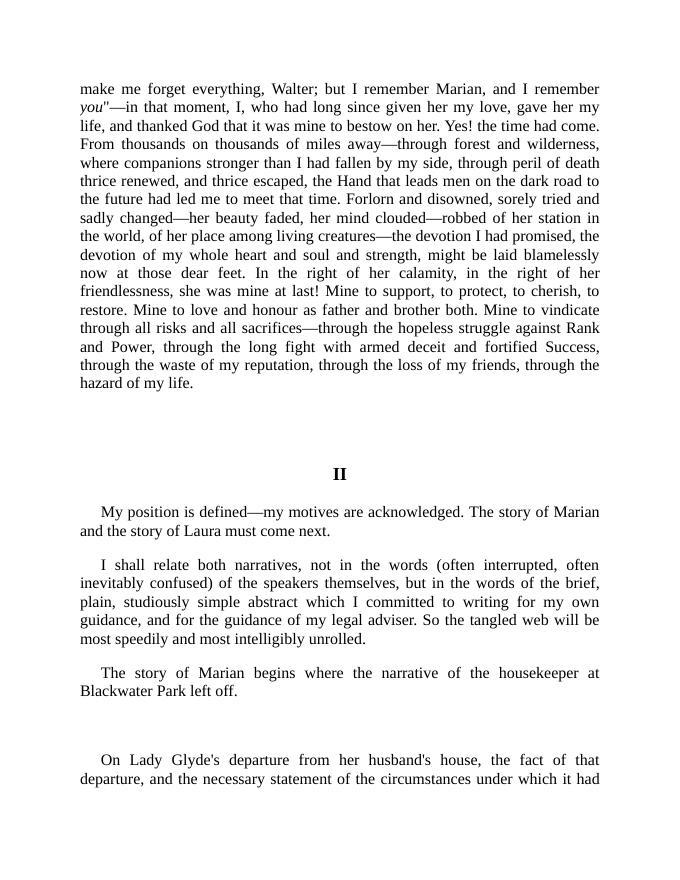 make me forget everything, Walter; but I remember Marian, and I remember
you"—in that moment, I, who had long since given her my love, gave her my
life, and thanked God that it was mine to bestow on her. Yes! the time had come.
From thousands on thousands of miles away—through forest and wilderness,
where companions stronger than I had fallen by my side, through peril of death
thrice renewed, and thrice escaped, the Hand that leads men on the dark road to
the future had led me to meet that time. Forlorn and disowned, sorely tried and
sadly changed—her beauty faded, her mind clouded—robbed of her station in
the world, of her place among living creatures—the devotion I had promised, the
devotion of my whole heart and soul and strength, might be laid blamelessly
now at those dear feet. In the right of her calamity, in the right of her
friendlessness, she was mine at last! Mine to support, to protect, to cherish, to
restore. Mine to love and honour as father and brother both. Mine to vindicate
through all risks and all sacrifices—through the hopeless struggle against Rank
and Power, through the long fight with armed deceit and fortified Success,
through the waste of my reputation, through the loss of my friends, through the
hazard of my life.
II
My position is defined—my motives are acknowledged. The story of Marian
and the story of Laura must come next.
I shall relate both narratives, not in the words (often interrupted, often
inevitably confused) of the speakers themselves, but in the words of the brief,
plain, studiously simple abstract which I committed to writing for my own
guidance, and for the guidance of my legal adviser. So the tangled web will be
most speedily and most intelligibly unrolled.
The story of Marian begins where the narrative of the housekeeper at
Blackwater Park left off.
On Lady Glyde's departure from her husband's house, the fact of that
departure, and the necessary statement of the circumstances under which it had